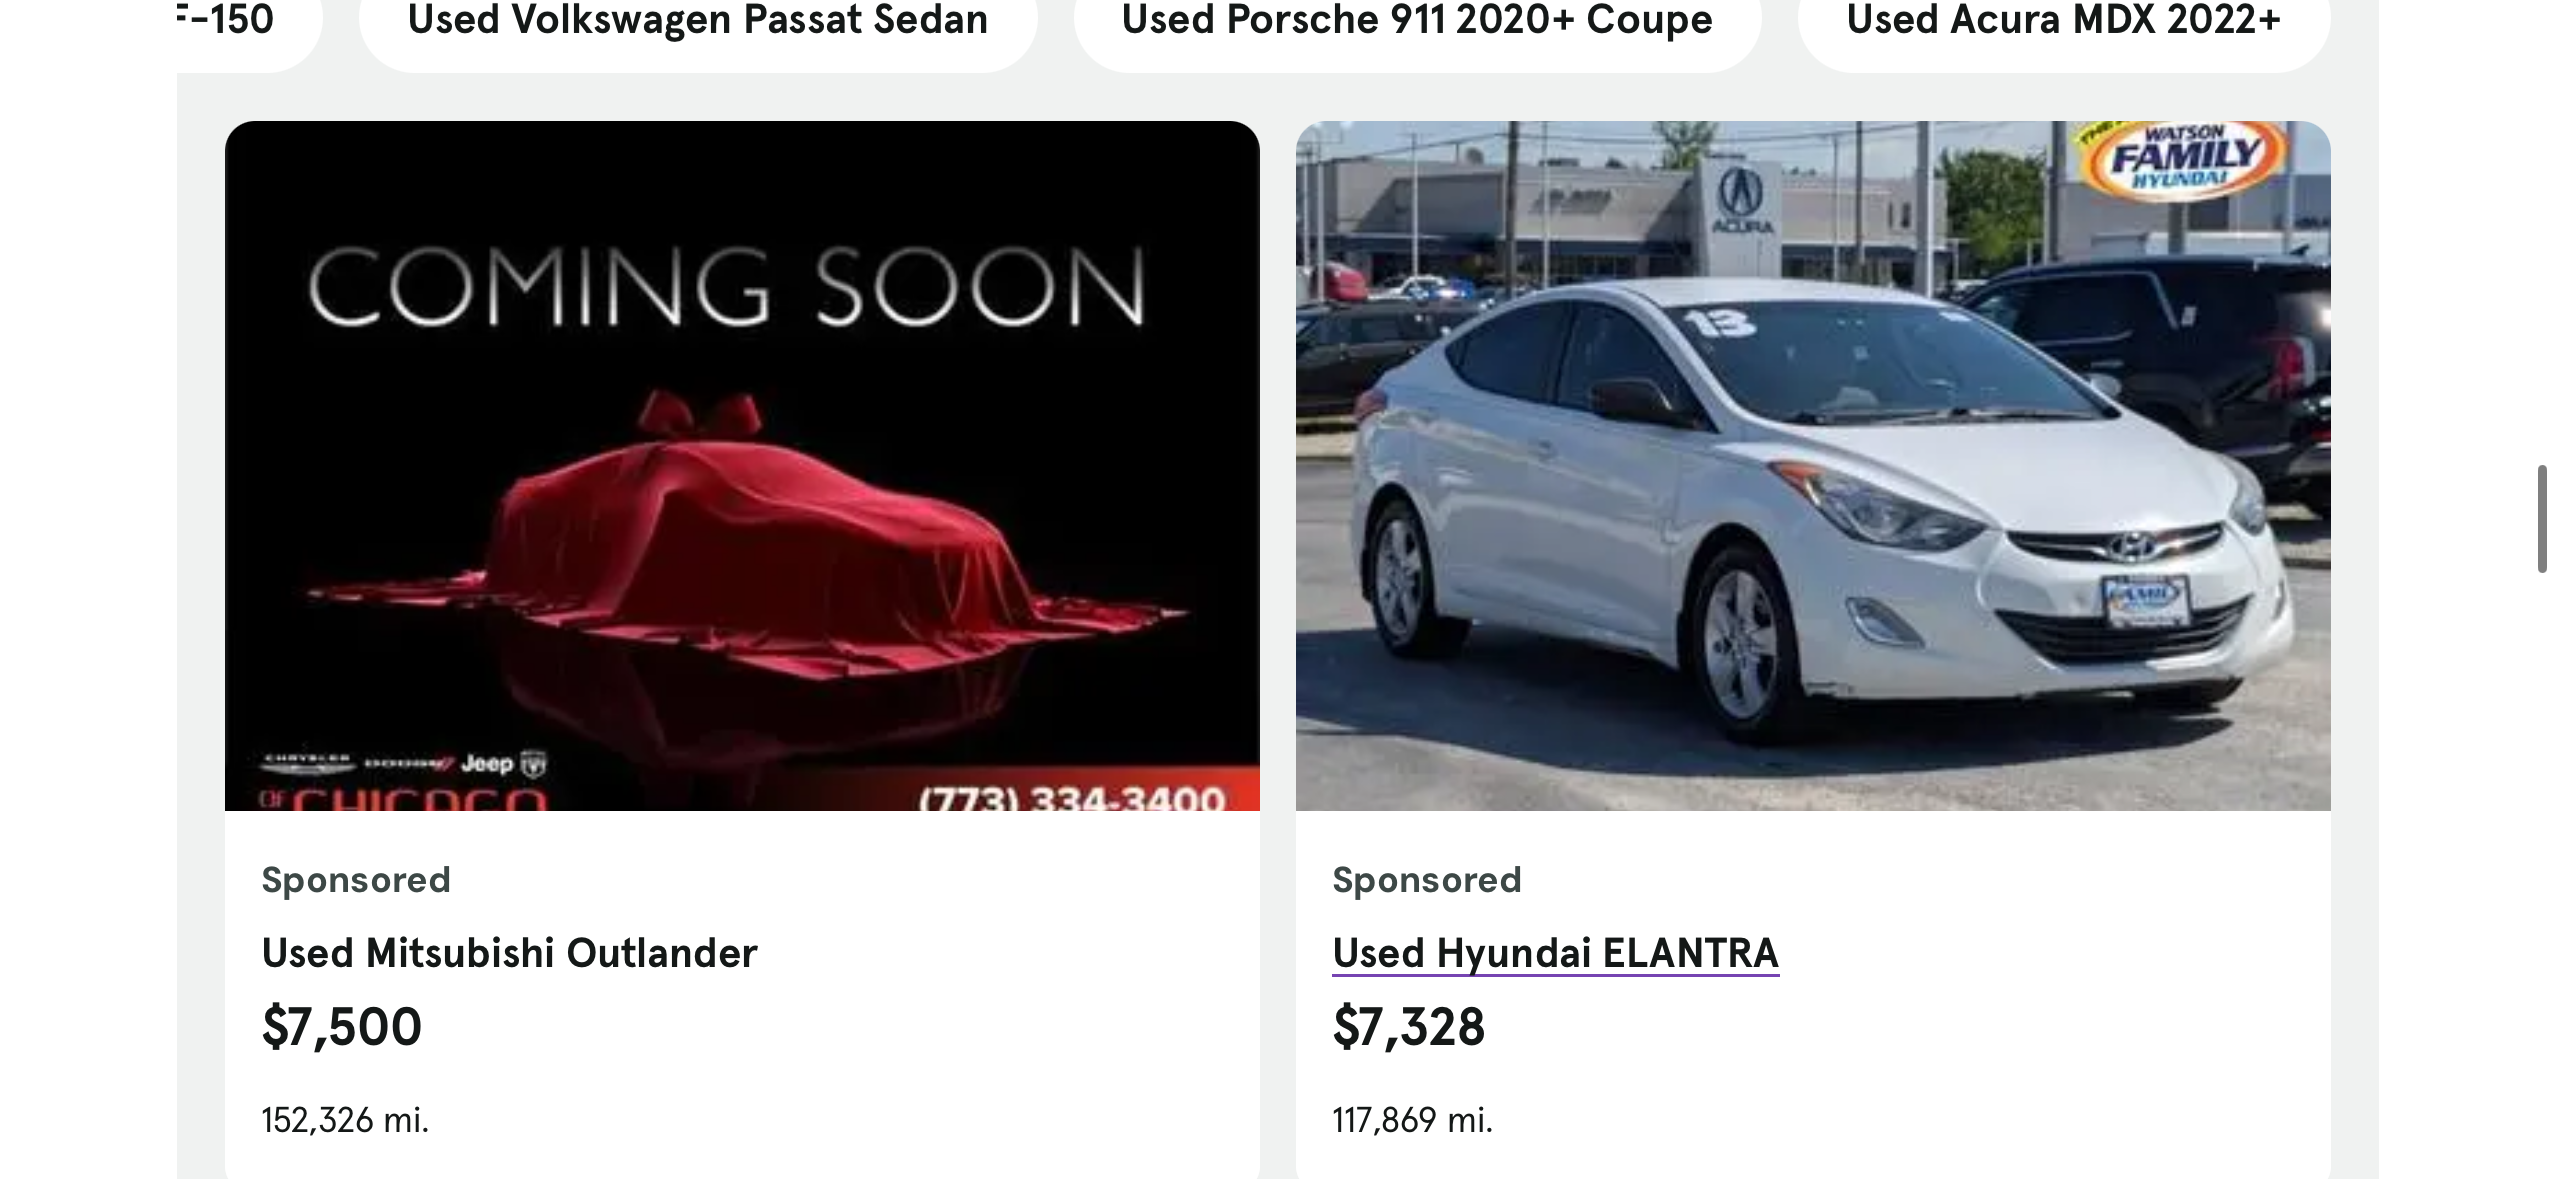 F-150
Used Volkswagen Passat Sedan
Used Porsche 911 2020+ Coupe
Used Acura MDX 2022+
COMING SOON
CHRYSLER DODGE Jeep
OF CHICAGO
(773) 334-3400
WATSON
FAMILY
HYUNDAI
ACURA
13
FAMILY
Sponsored
Used Mitsubishi Outlander
$7,500
152,326 mi.
Sponsored
Used Hyundai ELANTRA
$7,328
117,869 mi.